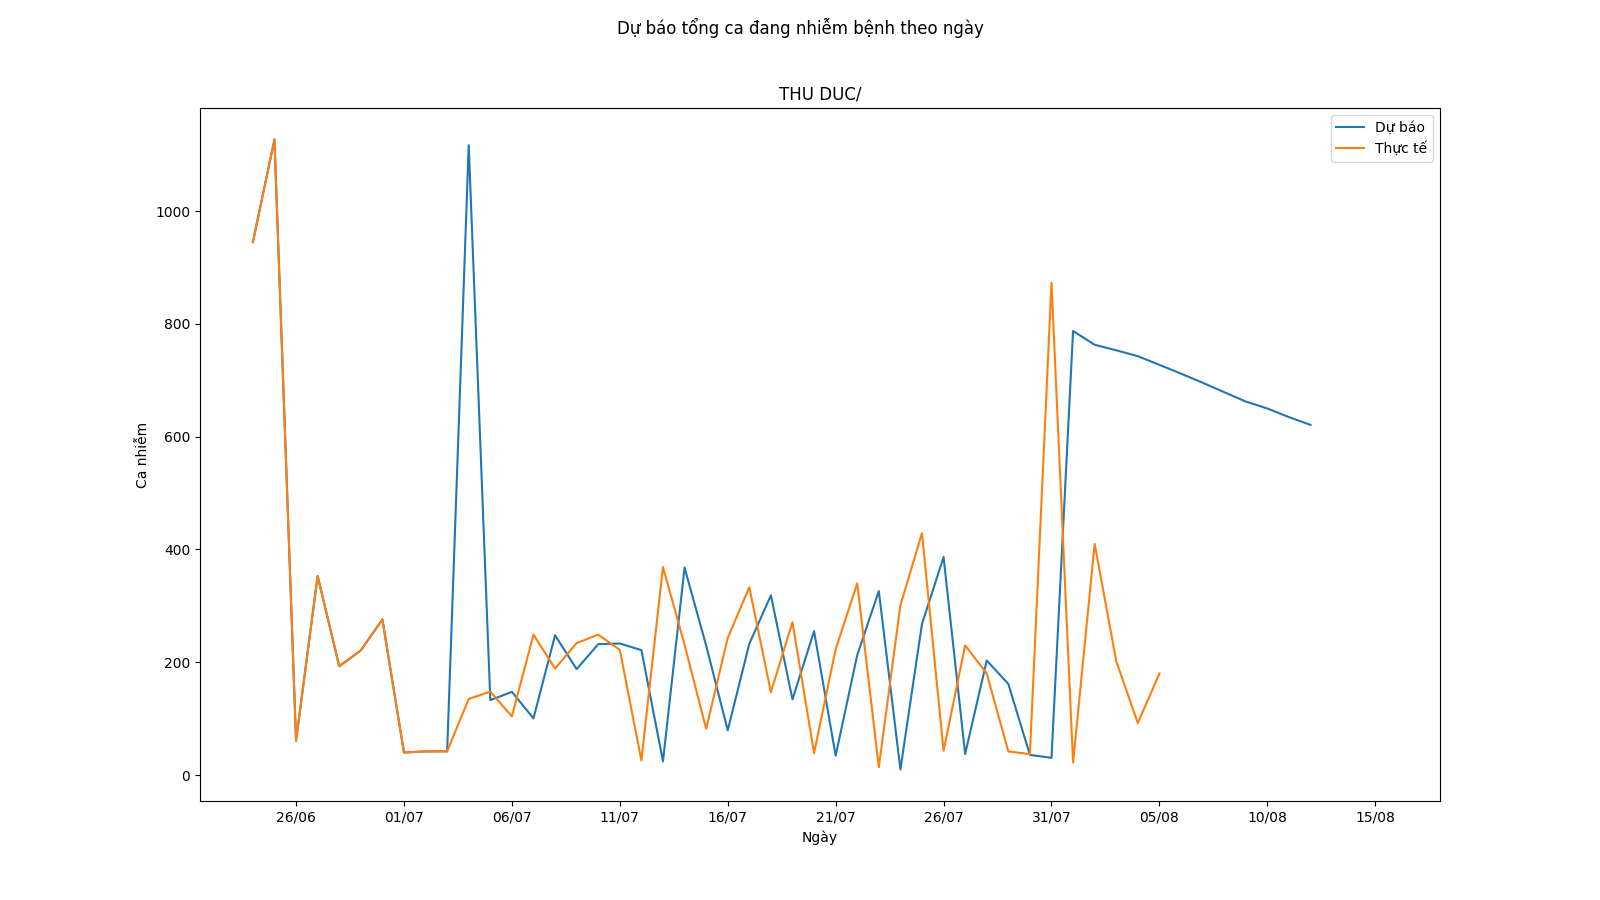 Dự báo tổng ca đang nhiễm bệnh theo ngày
THU DUC/
Dự báo
Thực tế
1000
800
600
400
200
0
Ca nhiễm
26/06 01/07 06/07 11/07 16/07 21/07 26/07 31/07 05/08 10/08 15/08
Ngày